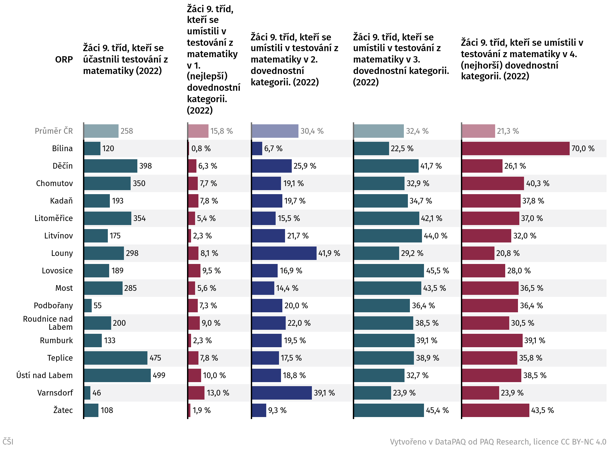 ORP
Žáci 9. tříd, kteří se
účastnili testování z
matematiky (2022)
Žáci 9. tříd,
kteří se
umístili v
testování z
matematiky
v 1.
(nejlepší)
dovednostní
kategorii.
(2022)
Žáci 9. tříd, kteří se
umístili v testování z
matematiky v 2.
dovednostní
kategorii. (2022)
Žáci 9. tříd, kteří se
umístili v testování z
matematiky v 3.
dovednostní kategorii.
(2022)
Žáci 9. tříd, kteří se umístili v
testování z matematiky v 4.
(nejhorší) dovednostní
kategorii. (2022)
Průměr ČR 258 15,8 % 30,4 % 32,4 % 21,3 %
Bílina 120 0,8 % 6,7 % 22,5 % 70,0 %
Děčín 398 6,3 % 25,9 % 41,7 % 26,1 %
Chomutov 350 7,7 % 19,1 % 32,9 % 40,3 %
Kadaň 193 7,8 % 19,7 % 34,7 % 37,8 %
Litoměřice 354 5,4 % 15,5 % 42,1 % 37,0 %
Litvínov 175 2,3 % 21,7 % 44,0 % 32,0 %
Louny 298 8,1 % 41,9 % 29,2 % 20,8 %
Lovosice 189 9,5 % 16,9 % 45,5 % 28,0 %
Most 285 5,6 % 14,4 % 43,5 % 36,5 %
Podbořany 55 7,3 % 20,0 % 36,4 % 36,4 %
Roudnice nad
Labem 200 9,0 % 22,0 % 38,5 % 30,5 %
Rumburk 133 2,3 % 19,5 % 39,1 % 39,1 %
Teplice 475 7,8 % 17,5 % 38,9 % 35,8 %
Ústí nad Labem 499 10,0 % 18,8 % 32,7 % 38,5 %
Varnsdorf 46 13,0 % 39,1 % 23,9 % 23,9 %
Žatec 108 1,9 % 9,3 % 45,4 % 43,5 %
ČŠI
Vytvořeno v DataPAQ od PAQ Research, licence CC BY-NC 4.0